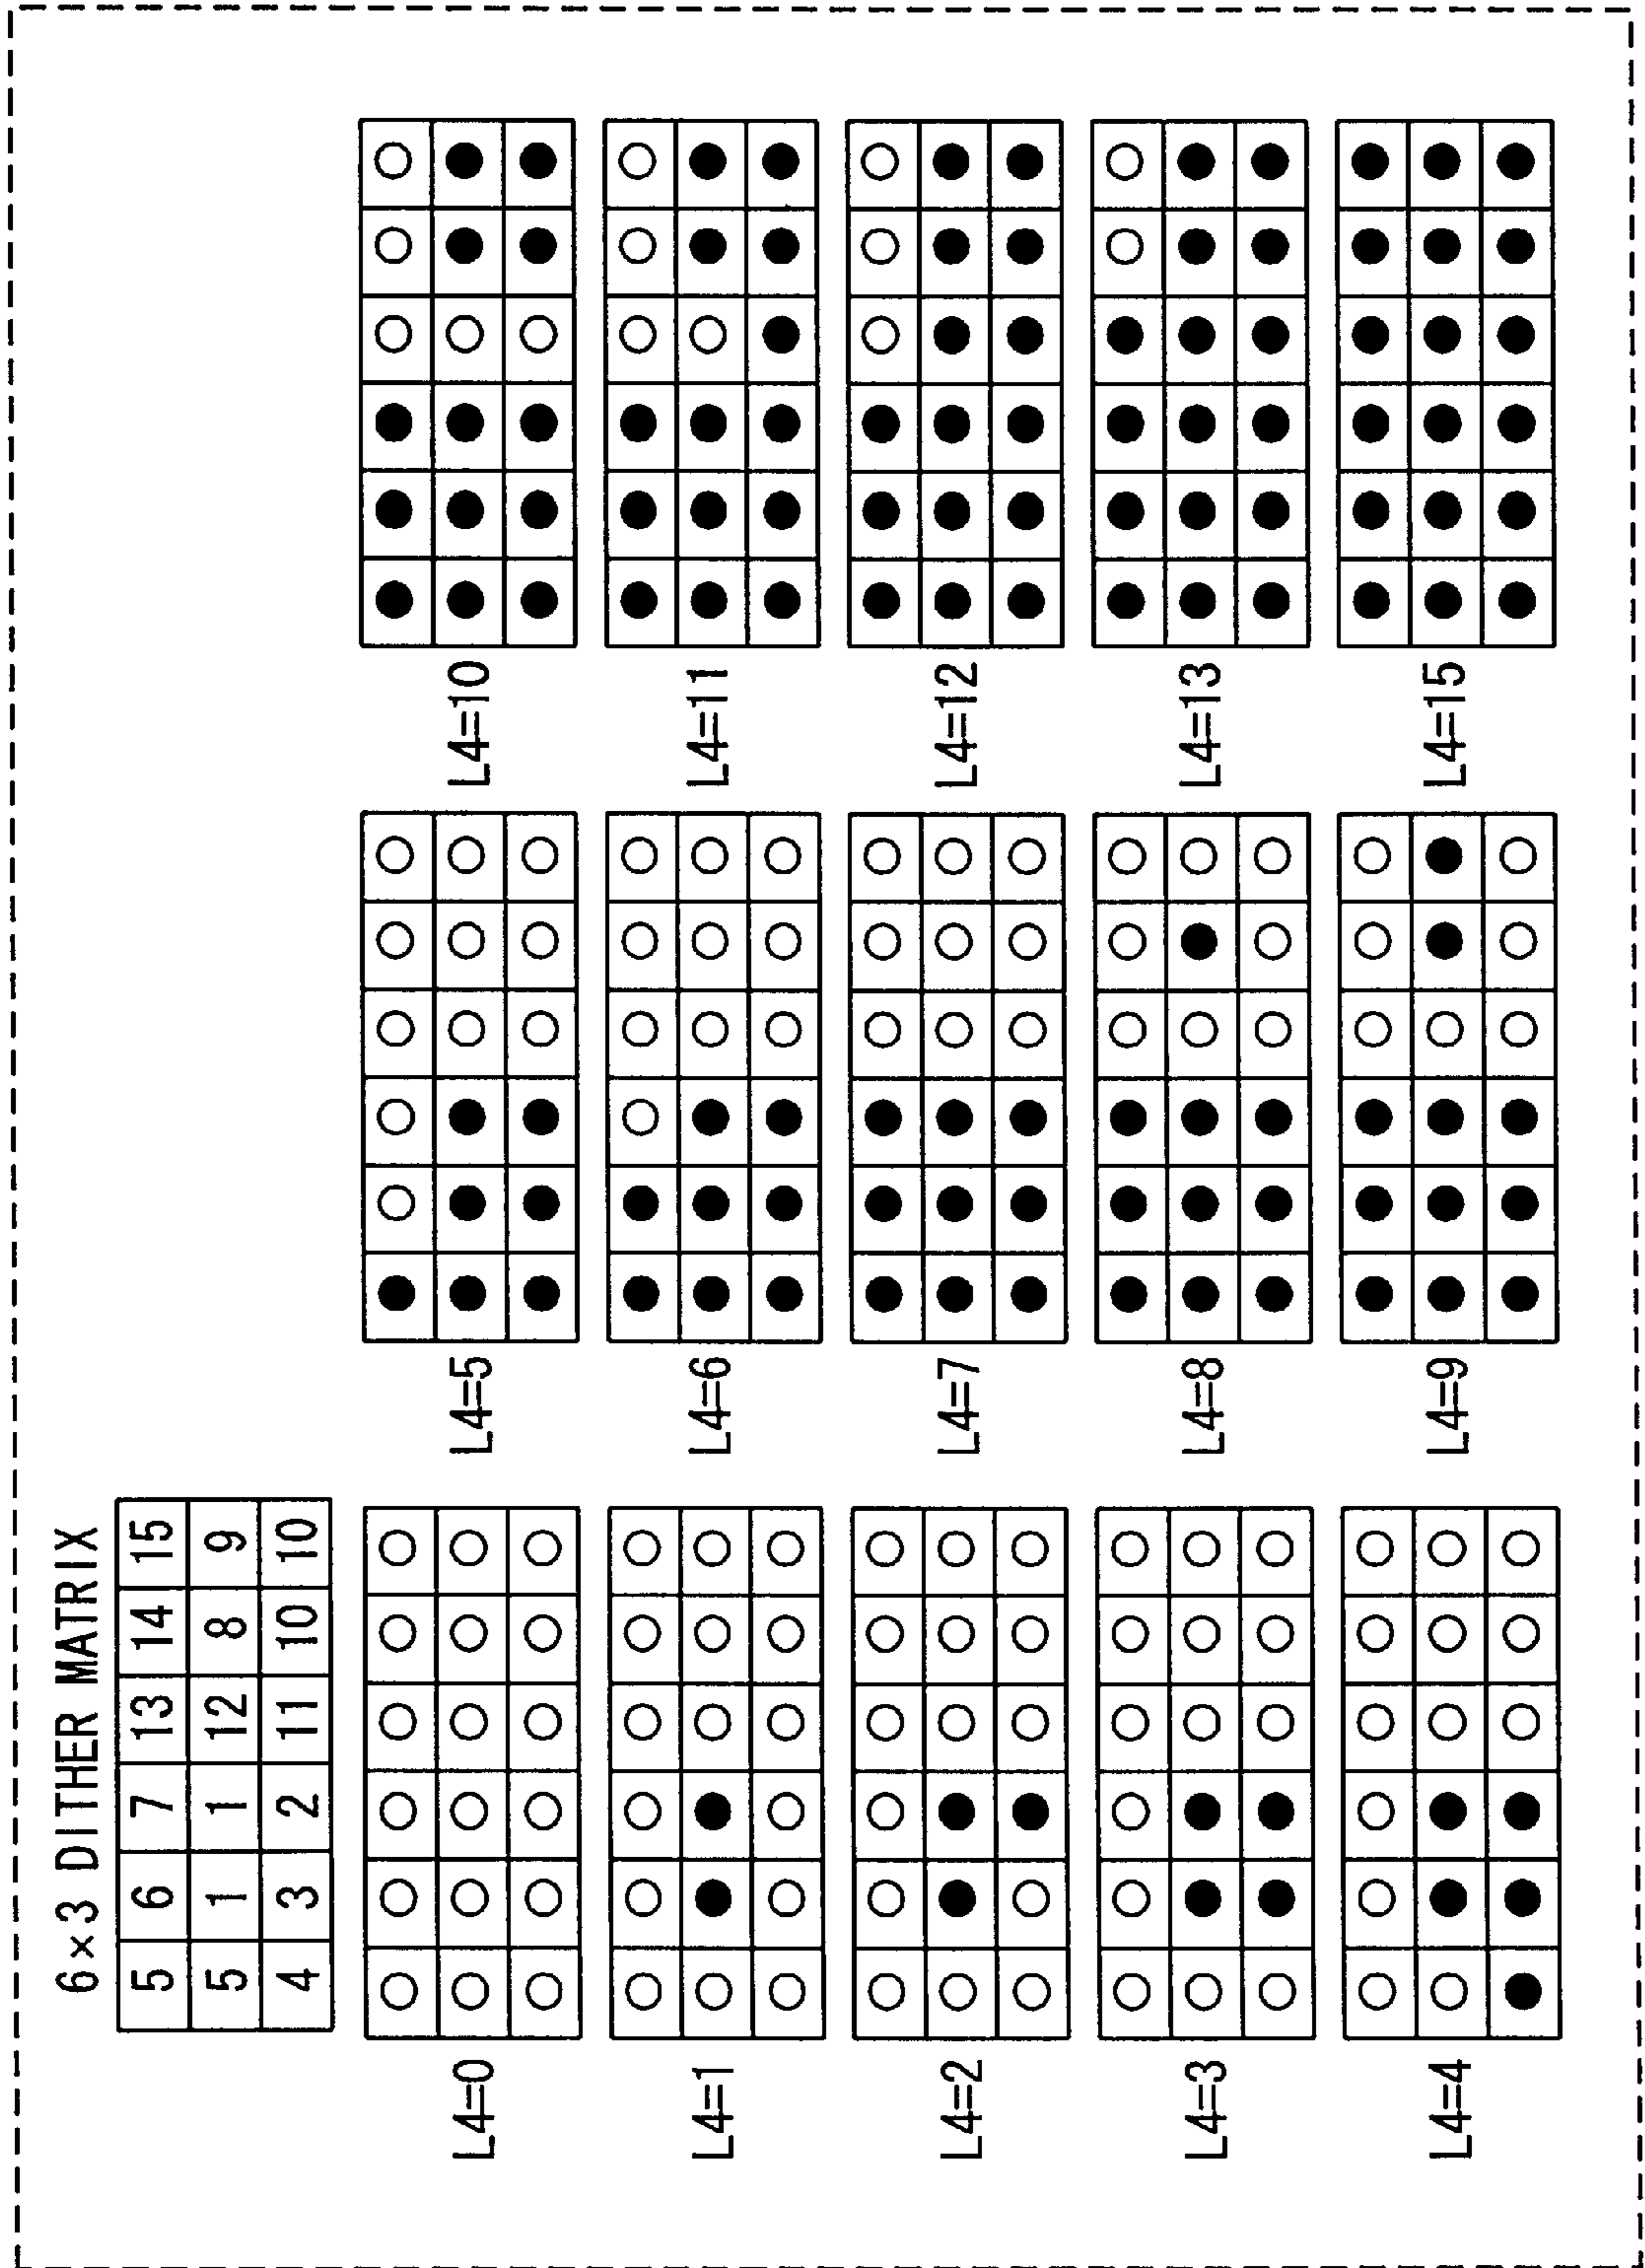 6×3 DITHER MATRIX
5 6 7 13 14 15
5 1 1 12 8 9
4 3 2 11 10 10
L4=0 L4=5 L4=10
L4=1 L4=6 L4=11
L4=2 L4=7 L4=12
L4=3 L4=8 L4=13
L4=4 L4=9 L4=15